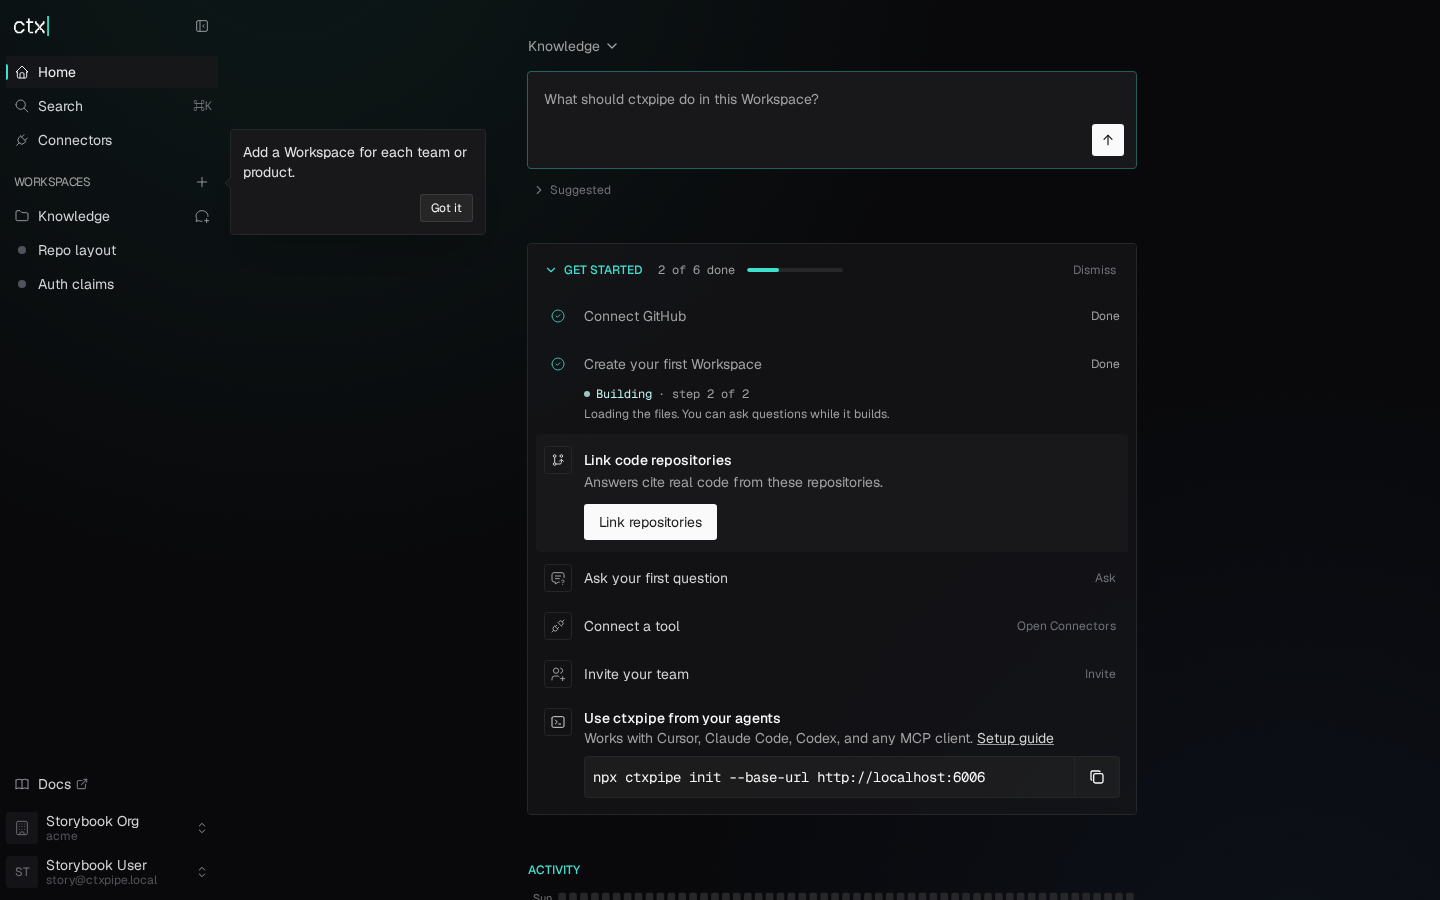 ctx
Home
Search ⌘K
Connectors
WORKSPACES
Knowledge
Repo layout
Auth claims
Add a Workspace for each team or
product.
Got it
Knowledge
What should ctxpipe do in this Workspace?
Suggested
GET STARTED 2 of 6 done Dismiss
Connect GitHub Done
Create your first Workspace Done
Building · step 2 of 2
Loading the files. You can ask questions while it builds.
Link code repositories
Answers cite real code from these repositories.
Link repositories
Ask your first question Ask
Connect a tool Open Connectors
Invite your team Invite
Use ctxpipe from your agents
Works with Cursor, Claude Code, Codex, and any MCP client. Setup guide
npx ctxpipe init --base-url http://localhost:6006
ACTIVITY
Sun
Docs
Storybook Org
acme
ST
Storybook User
story@ctxpipe.local